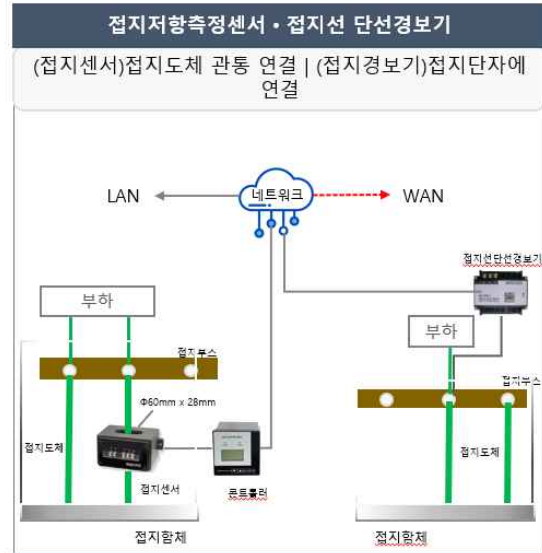 접지저항측정센서 • 접지선 단선경보기
(접지센서)접지도체 관통 연결 | (접지경보기)접지단자에
연결
LAN
네트워크
WAN
접지선단선경보기
부하
부하
접지부스
접지부스
Φ60mm x 28mm
접지도체
접지도체
접지센서
콘트롤러
접지함체
접지함체